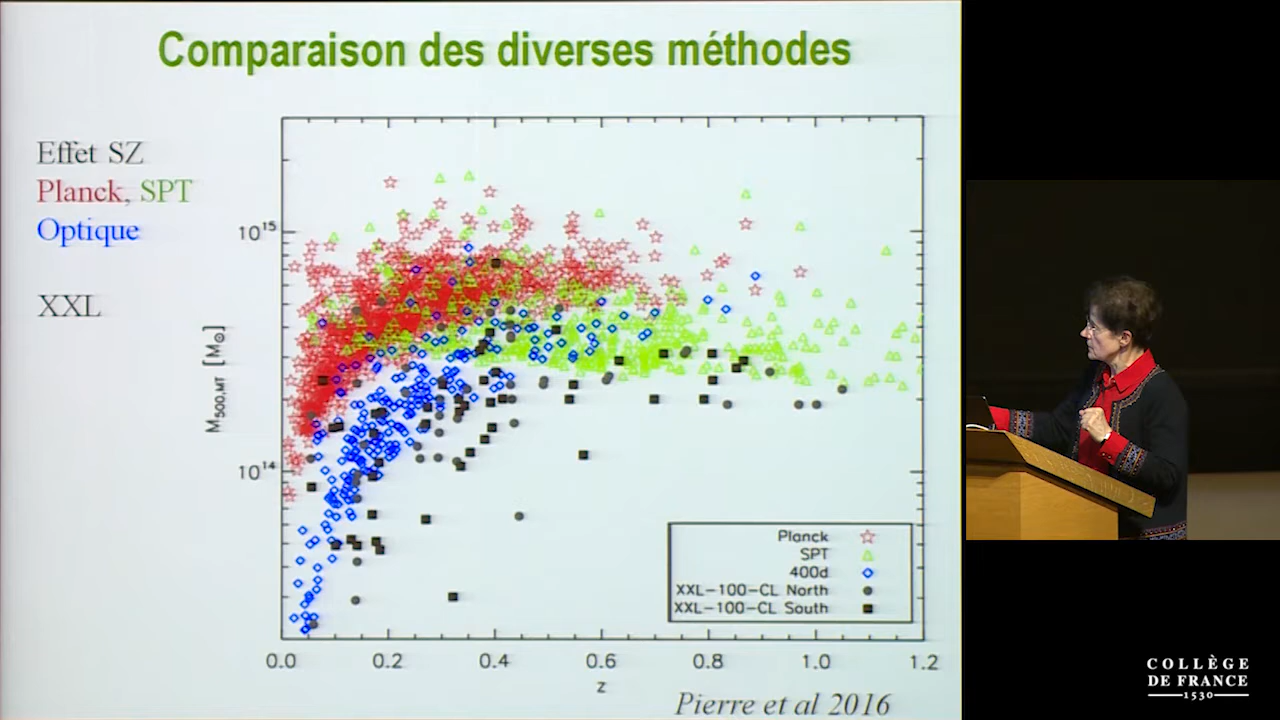 Comparaison des diverses méthodes
Effet SZ
Planck, SPT
Optique
XXL
10¹⁵
10¹⁴
M500,MT [M⊙]
Planck
SPT
400d
XXL-100-CL North
XXL-100-CL South
0.0 0.2 0.4 0.6 0.8 1.0 1.2
z
Pierre et al 2016
COLLÈGE
DE FRANCE
1530